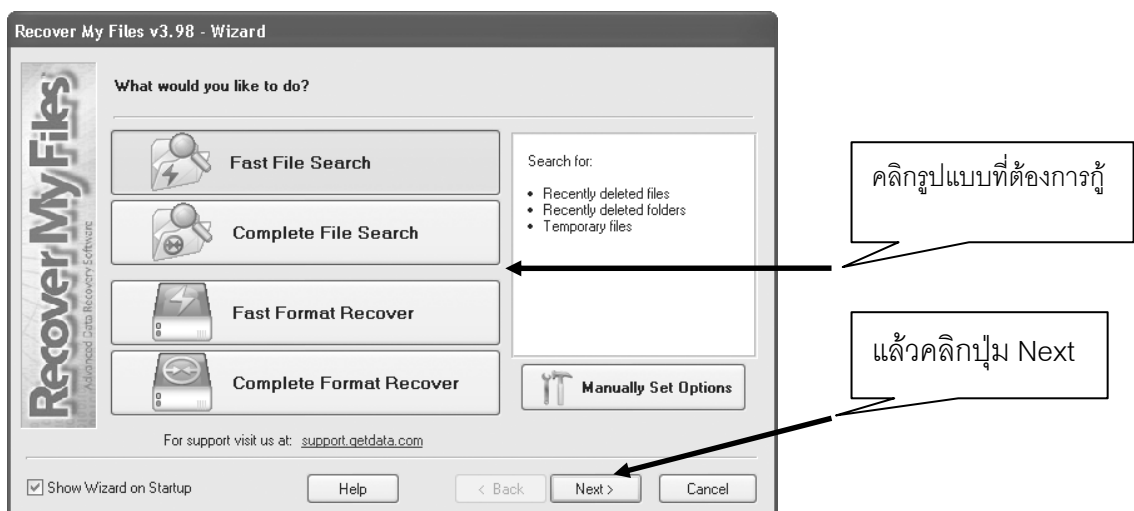 Recover My Files v3.98 - Wizard
Recover My Files
Advanced Data Recovery Software
What would you like to do?
Fast File Search
Complete File Search
Fast Format Recover
Complete Format Recover
Search for:
• Recently deleted files
• Recently deleted folders
• Temporary files
Manually Set Options
For support visit us at: support.getdata.com
Show Wizard on Startup
Help
< Back
Next >
Cancel
คลิกรูปแบบที่ต้องการกู้
แล้วคลิกปุ่ม Next